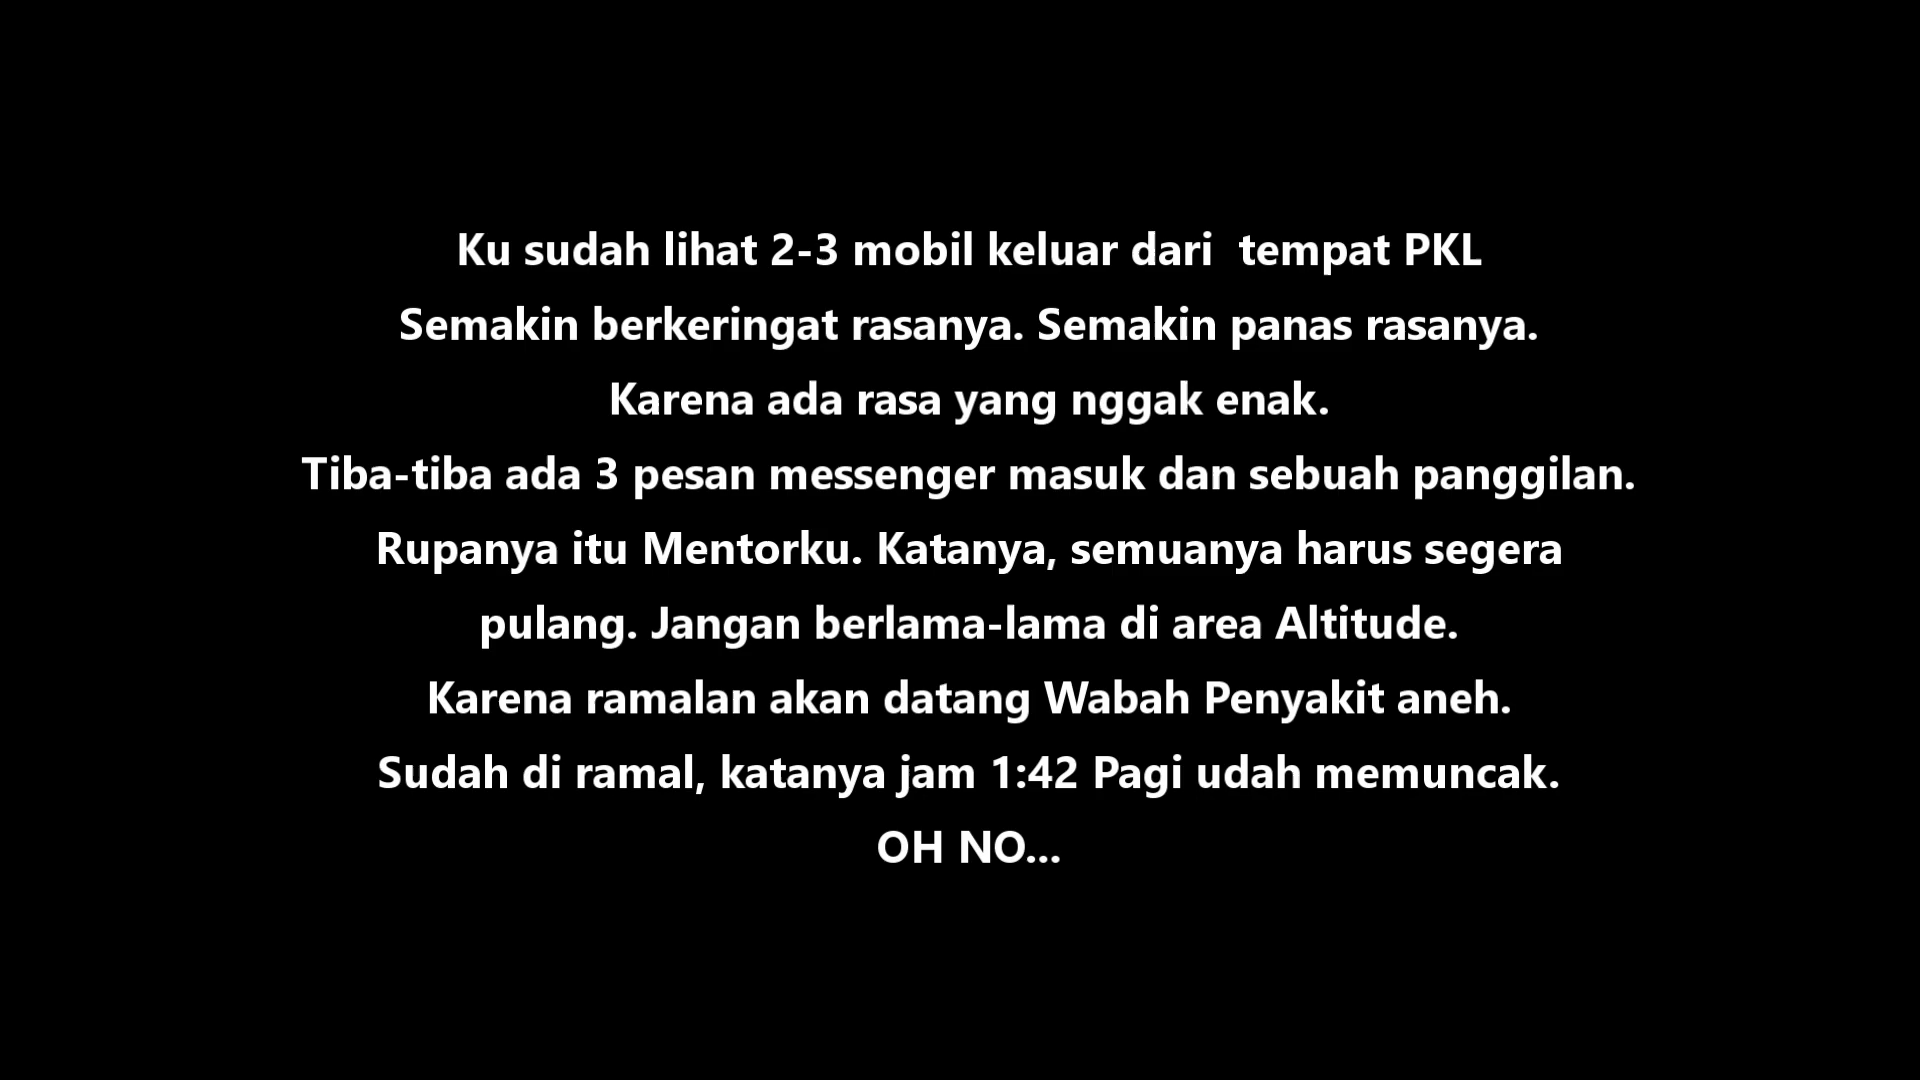 Ku sudah lihat 2-3 mobil keluar dari  tempat PKL
Semakin berkeringat rasanya. Semakin panas rasanya.
Karena ada rasa yang nggak enak.
Tiba-tiba ada 3 pesan messenger masuk dan sebuah panggilan.
Rupanya itu Mentorku. Katanya, semuanya harus segera
pulang. Jangan berlama-lama di area Altitude.
Karena ramalan akan datang Wabah Penyakit aneh.
Sudah di ramal, katanya jam 1:42 Pagi udah memuncak.
OH NO...